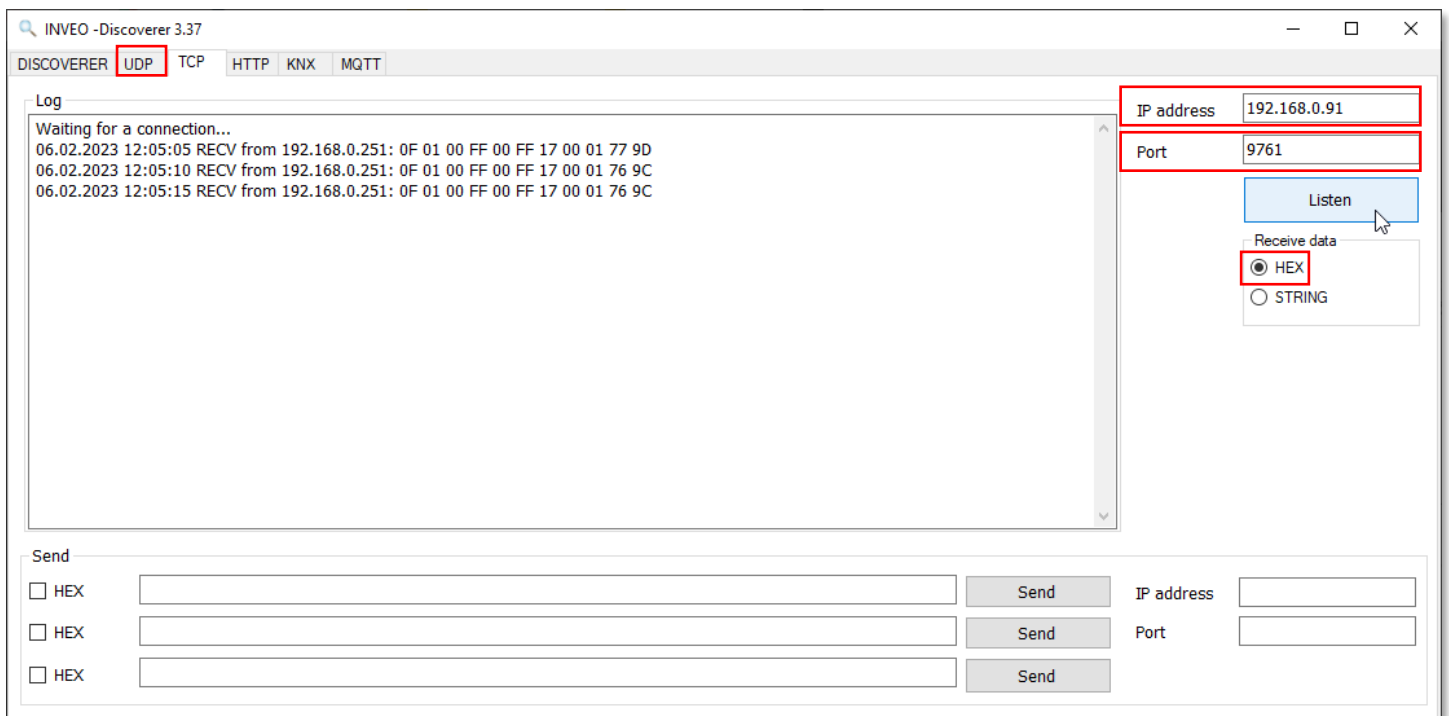 INVEO -Discoverer 3.37
DISCOVERER UDP TCP HTTP KNX MQTT
Log
Waiting for a connection...
06.02.2023 12:05:05 RECV from 192.168.0.251: 0F 01 00 FF 00 FF 17 00 01 77 9D
06.02.2023 12:05:10 RECV from 192.168.0.251: 0F 01 00 FF 00 FF 17 00 01 76 9C
06.02.2023 12:05:15 RECV from 192.168.0.251: 0F 01 00 FF 00 FF 17 00 01 76 9C
IP address 192.168.0.91
Port 9761
Listen
Receive data
HEX
STRING
Send
HEX Send IP address
HEX Send Port
HEX Send